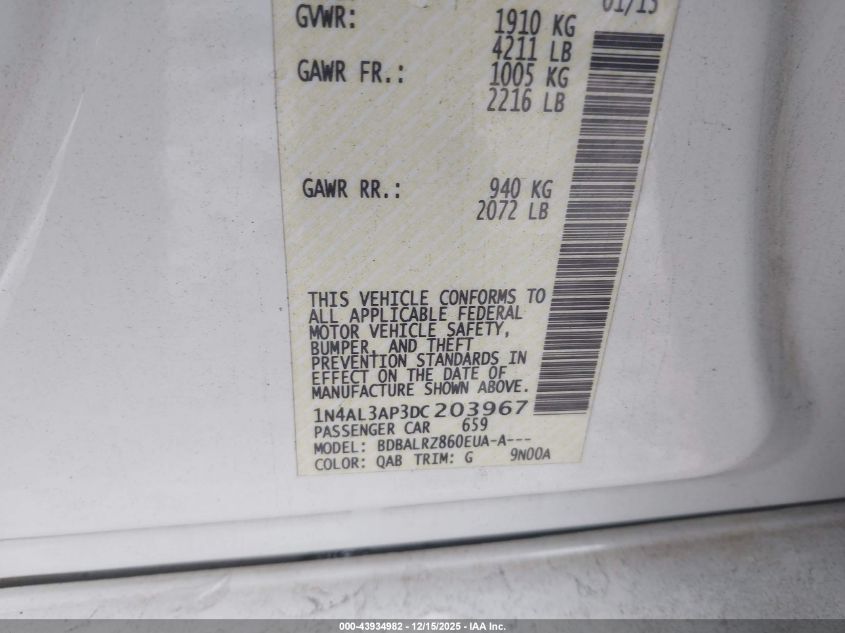 01/13
GVWR: 1910 KG
4211 LB
GAWR FR.: 1005 KG
2216 LB
GAWR RR.: 940 KG
2072 LB
THIS VEHICLE CONFORMS TO
ALL APPLICABLE FEDERAL
MOTOR VEHICLE SAFETY,
BUMPER, AND THEFT
PREVENTION STANDARDS IN
EFFECT ON THE DATE OF
MANUFACTURE SHOWN ABOVE.
1N4AL3AP3DC203967
PASSENGER CAR 659
MODEL: BDBALRZ860EUA-A---
COLOR: QAB TRIM: G 9N00A
000-43934982 - 12/15/2025 - IAA Inc.